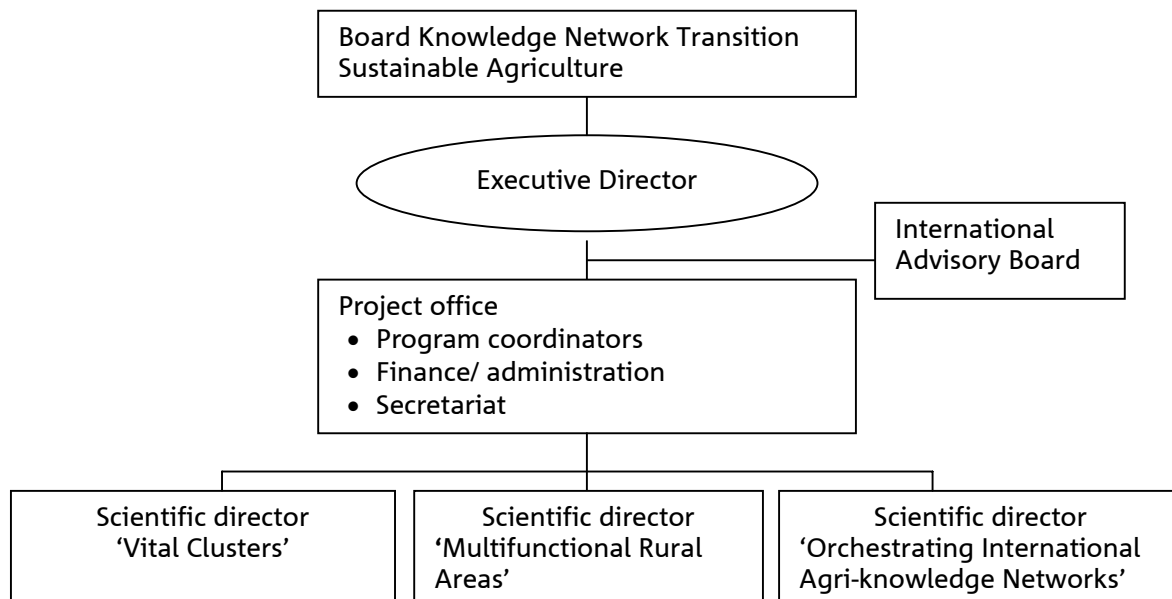 Board Knowledge Network Transition
Sustainable Agriculture
Executive Director
International
Advisory Board
Project office
• Program coordinators
• Finance/ administration
• Secretariat
Scientific director
‘Vital Clusters’
Scientific director
‘Multifunctional Rural
Areas’
Scientific director
‘Orchestrating International
Agri-knowledge Networks’